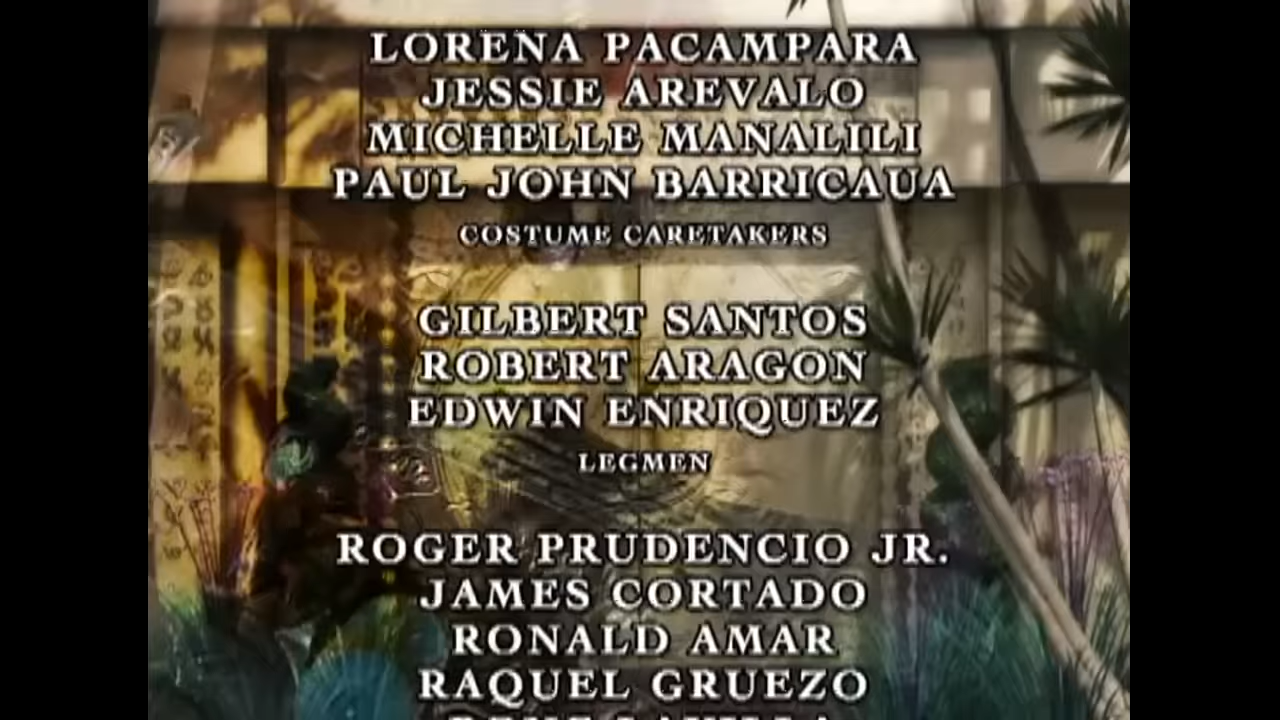 LORENA PACAMPARA
JESSIE AREVALO
MICHELLE MANALILI
PAUL JOHN BARRICAUA
COSTUME CARETAKERS
GILBERT SANTOS
ROBERT ARAGON
EDWIN ENRIQUEZ
LEGMEN
ROGER PRUDENCIO JR.
JAMES CORTADO
RONALD AMAR
RAQUEL GRUEZO